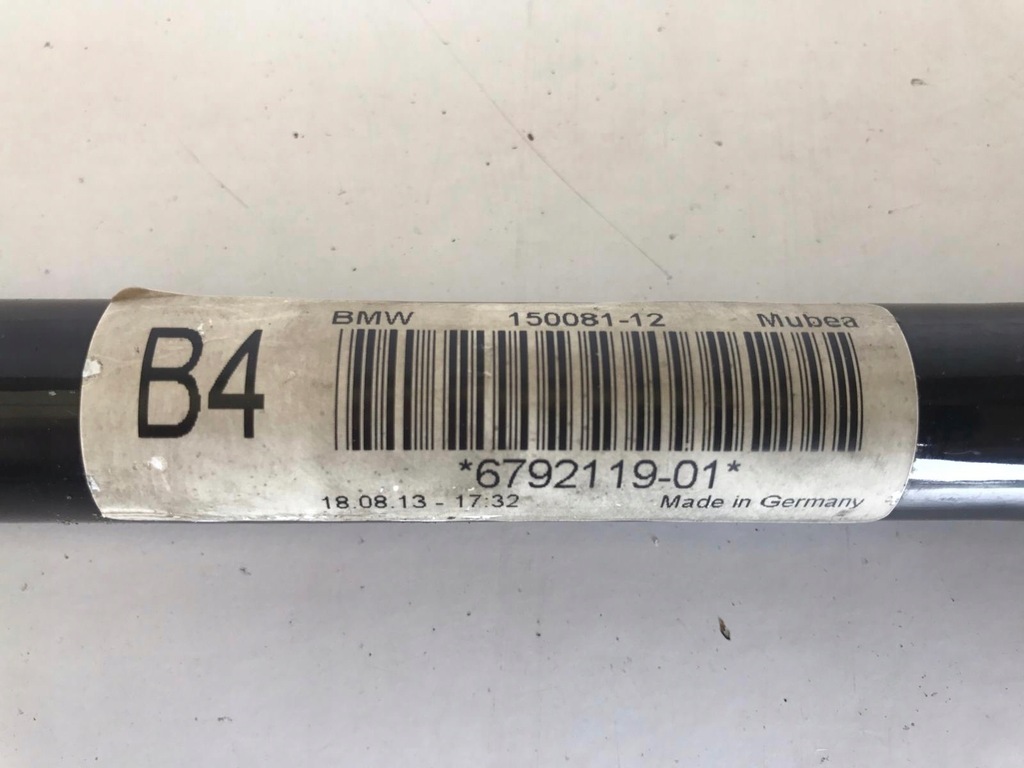 B4
BMW 150081-12 Mubea
*6792119-01*
18.08.13 - 17:32 Made in Germany